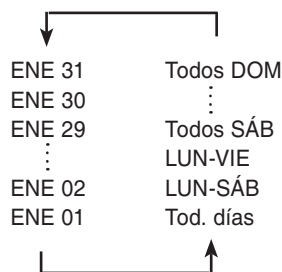 ENE 31 Todos DOM
ENE 30
ENE 29 Todos SÁB
LUN-VIE
ENE 02 LUN-SÁB
ENE 01 Tod. días